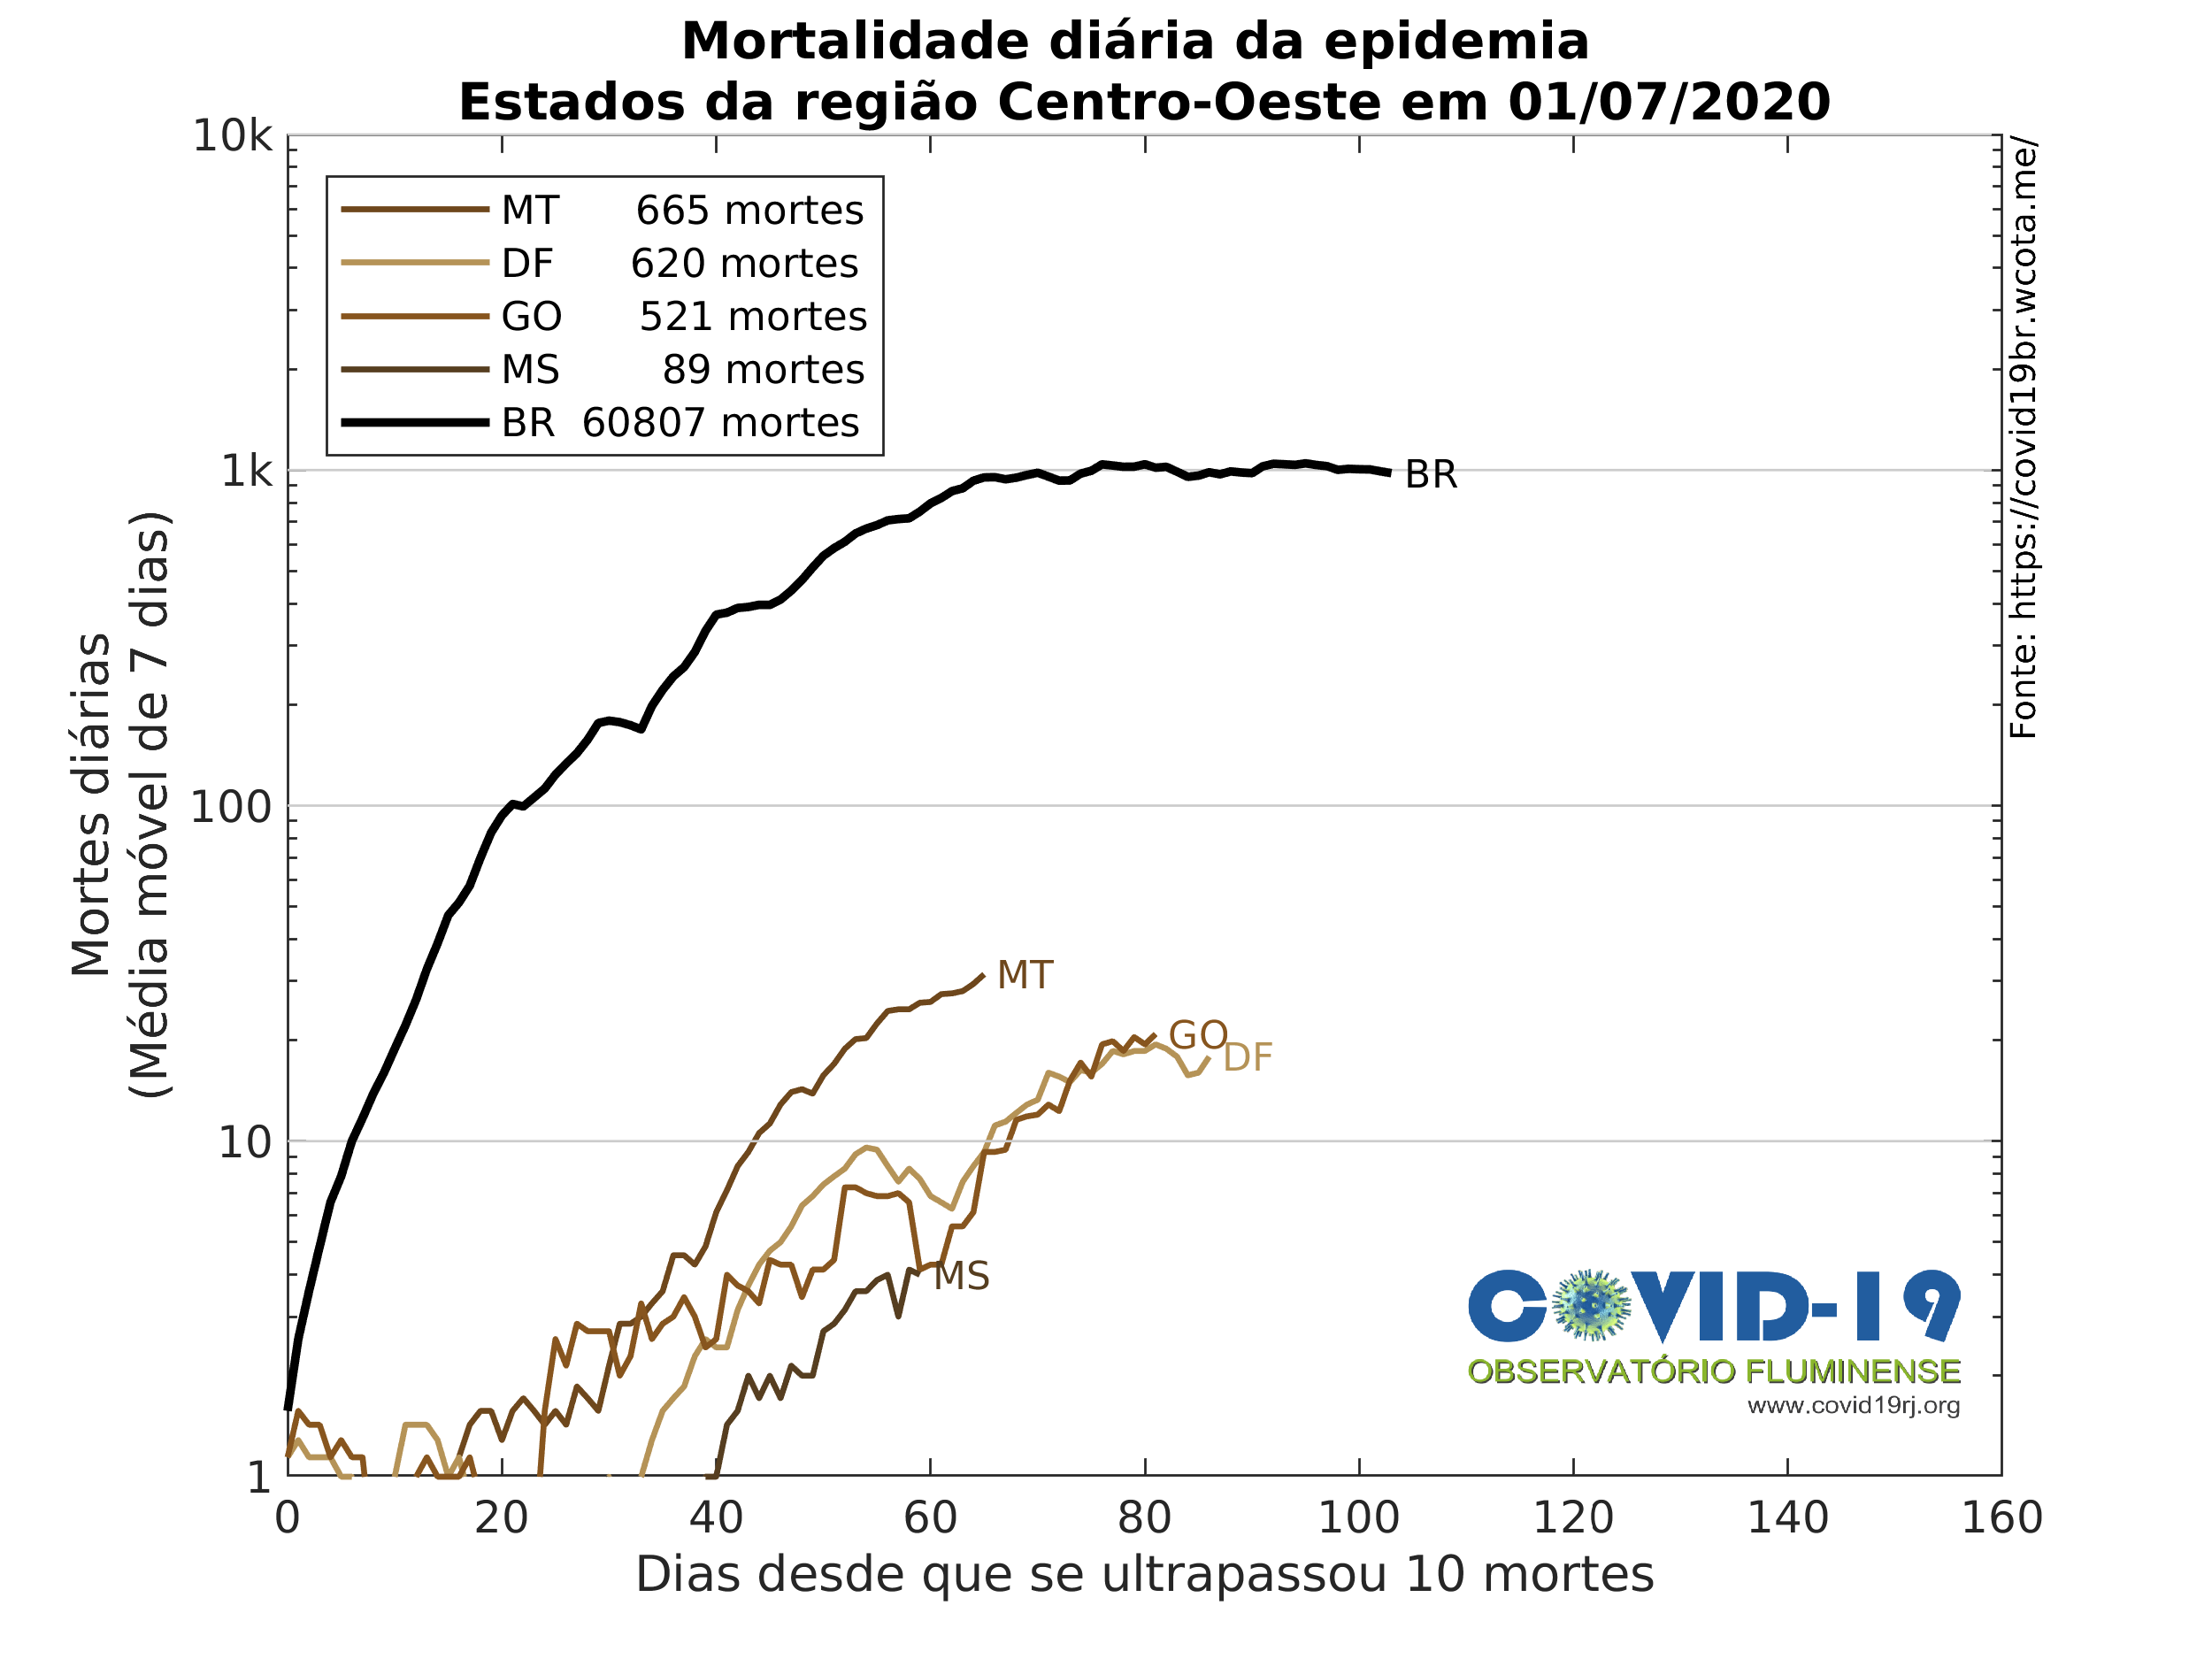 Mortalidade diária da epidemia
Estados da região Centro-Oeste em 01/07/2020
10k
1k
100
10
1
Mortes diárias
(Média móvel de 7 dias)
MT 665 mortes
DF 620 mortes
GO 521 mortes
MS 89 mortes
BR 60807 mortes
BR
MT
GO
DF
MS
Fonte: https://covid19br.wcota.me/
COVID-19
OBSERVATÓRIO FLUMINENSE
www.covid19rj.org
0 20 40 60 80 100 120 140 160
Dias desde que se ultrapassou 10 mortes